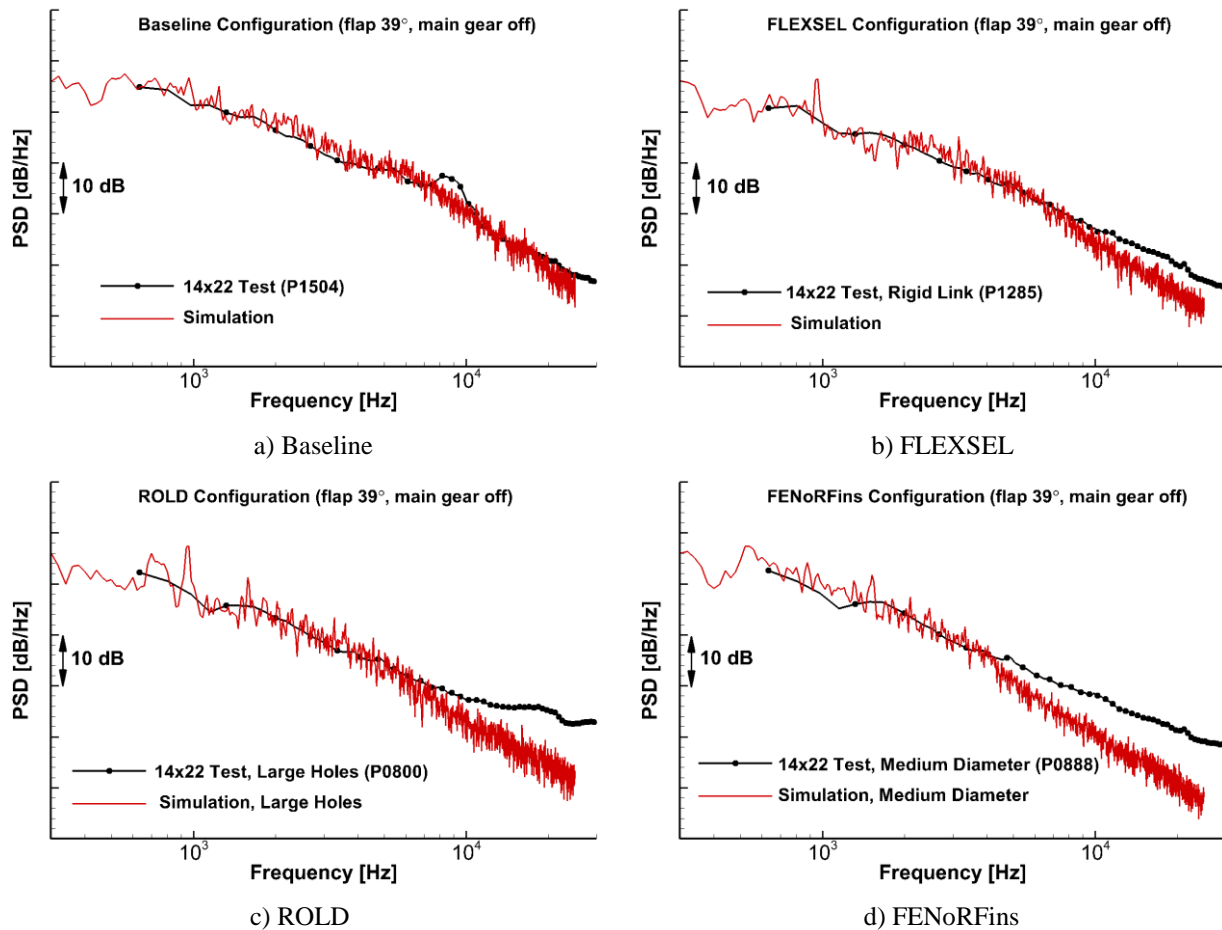 Baseline Configuration (flap 39°, main gear off)
PSD [dB/Hz]
10 dB
14x22 Test (P1504)
Simulation
10³
10⁴
Frequency [Hz]
a) Baseline
FLEXSEL Configuration (flap 39°, main gear off)
PSD [dB/Hz]
10 dB
14x22 Test, Rigid Link (P1285)
Simulation
10³
10⁴
Frequency [Hz]
b) FLEXSEL
ROLD Configuration (flap 39°, main gear off)
PSD [dB/Hz]
10 dB
14x22 Test, Large Holes (P0800)
Simulation, Large Holes
10³
10⁴
Frequency [Hz]
c) ROLD
FENoRFins Configuration (flap 39°, main gear off)
PSD [dB/Hz]
10 dB
14x22 Test, Medium Diameter (P0888)
Simulation, Medium Diameter
10³
10⁴
Frequency [Hz]
d) FENoRFins